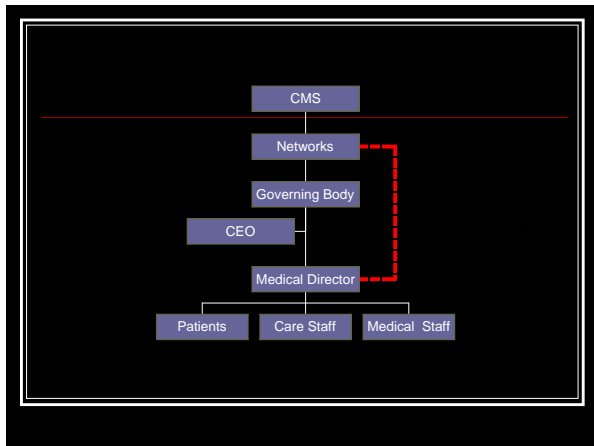 CMS
Networks
Governing Body
CEO
Medical Director
Patients
Care Staff
Medical  Staff